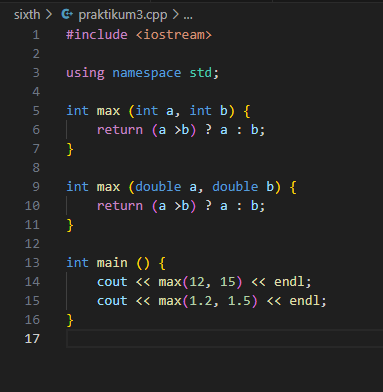 sixth > praktikum3.cpp > ...
1 #include <iostream>
2
3 using namespace std;
4
5 int max (int a, int b) {
6     return (a >b) ? a : b;
7 }
8
9 int max (double a, double b) {
10     return (a >b) ? a : b;
11 }
12
13 int main () {
14     cout << max(12, 15) << endl;
15     cout << max(1.2, 1.5) << endl;
16 }
17